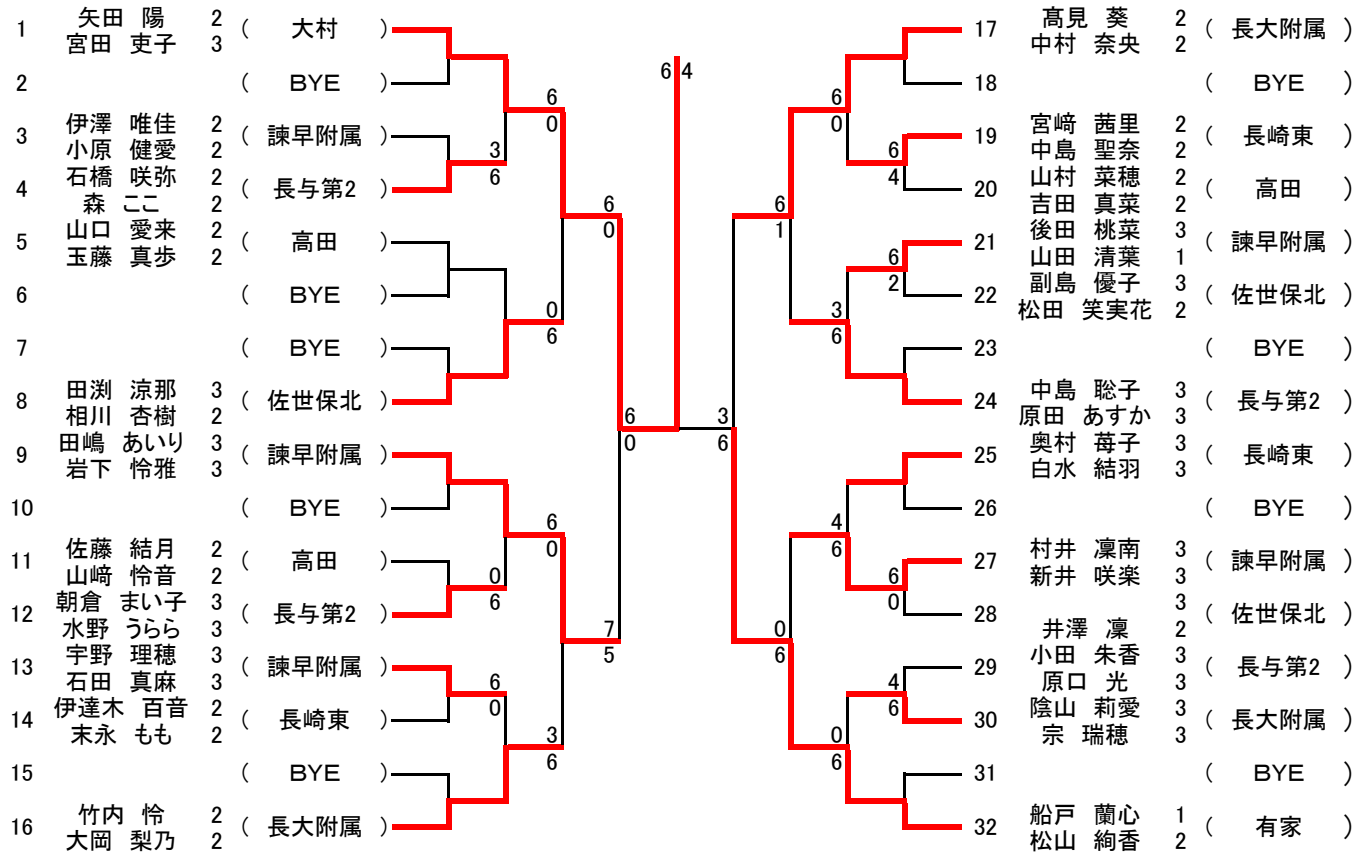 1 矢田 陽 2 ( 大村 )
宮田 吏子 3
2 ( BYE )
3 伊澤 唯佳 2 ( 諫早附属 )
小原 健愛 2
4 石橋 咲弥 2 ( 長与第2 )
森 ここ 2
5 山口 愛来 2 ( 高田 )
玉藤 真歩 2
6 ( BYE )
7 ( BYE )
8 田渕 涼那 3 ( 佐世保北 )
相川 杏樹 2
9 田嶋 あいり 3 ( 諫早附属 )
岩下 怜雅 3
10 ( BYE )
11 佐藤 結月 2 ( 高田 )
山﨑 怜音 2
12 朝倉 まい子 3 ( 長与第2 )
水野 うらら 3
13 宇野 理穂 3 ( 諫早附属 )
石田 真麻 3
14 伊達木 百音 2 ( 長崎東 )
末永 もも 2
15 ( BYE )
16 竹内 怜 2 ( 長大附属 )
大岡 梨乃 2
3
6
6
0
0
6
6
0
0
6
6
0
3
6
6
0
7
5
6
0
6 4
3
6
6
1
0
6
6
0
3
6
4
6
0
6
6
4
6
2
6
0
4
6
17 髙見 葵 2 ( 長大附属 )
中村 奈央 2
18 ( BYE )
19 宮﨑 茜里 2 ( 長崎東 )
中島 聖奈 2
20 山村 菜穂 2 ( 高田 )
吉田 真菜 2
21 後田 桃菜 3 ( 諫早附属 )
山田 清葉 1
22 副島 優子 3 ( 佐世保北 )
松田 笑実花 2
23 ( BYE )
24 中島 聡子 3 ( 長与第2 )
原田 あすか 3
25 奥村 苺子 3 ( 長崎東 )
白水 結羽 3
26 ( BYE )
27 村井 凜南 3 ( 諫早附属 )
新井 咲楽 3
28 3 ( 佐世保北 )
井澤 凜 2
29 小田 朱香 3 ( 長与第2 )
原口 光 3
30 陰山 莉愛 3 ( 長大附属 )
宗 瑞穂 3
31 ( BYE )
32 船戸 蘭心 1 ( 有家 )
松山 絢香 2